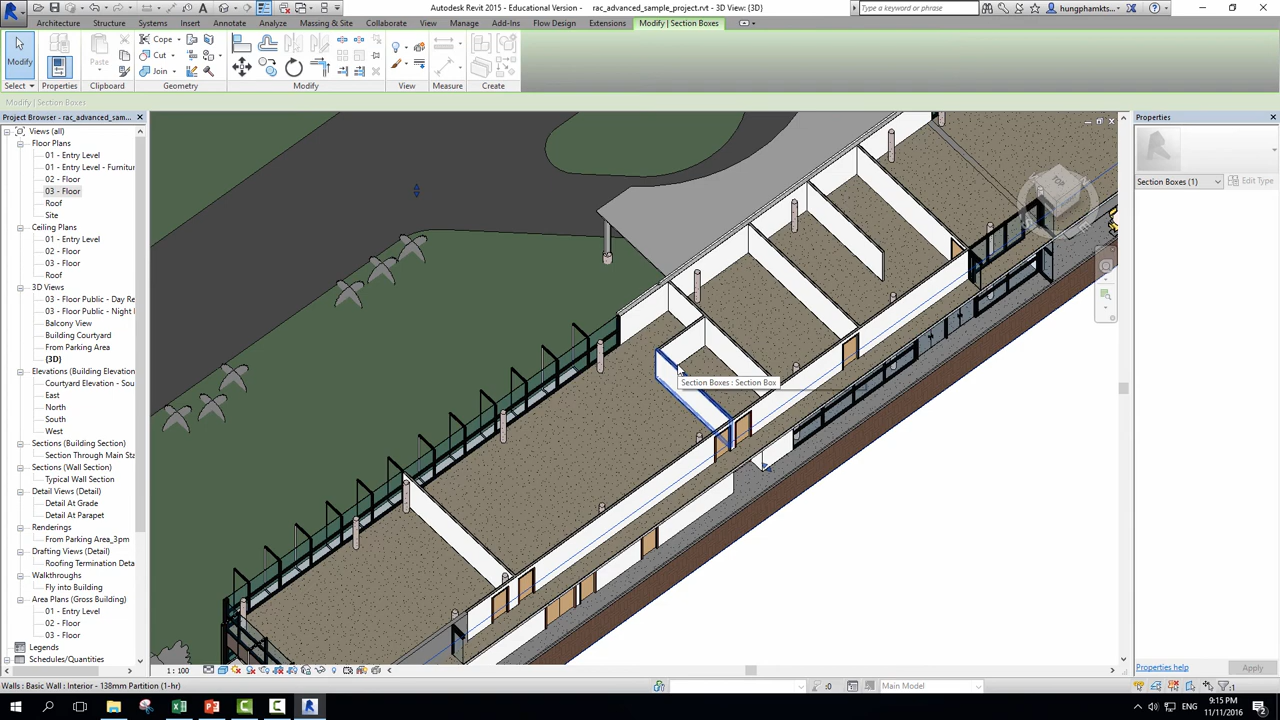 Autodesk Revit 2015 - Educational Version - rac_advanced_sample_project.rvt - 3D View: {3D}
Type a keyword or phrase
hungphamkts...
Architecture Structure Systems Insert Annotate Analyze Massing & Site Collaborate View Manage Add-Ins Flow Design Extensions Modify | Section Boxes
Modify
Paste
Cope
Cut
Join
Select Properties Clipboard Geometry Modify View Measure Create
Modify | Section Boxes
Project Browser - rac_advanced_sam...
Properties
Views (all)
Floor Plans
01 - Entry Level
01 - Entry Level - Furnitur
02 - Floor
03 - Floor
Roof
Site
Ceiling Plans
01 - Entry Level
02 - Floor
03 - Floor
Roof
3D Views
03 - Floor Public - Day Re
03 - Floor Public - Night I
Balcony View
Building Courtyard
From Parking Area
{3D}
Elevations (Building Elevation)
Courtyard Elevation - Sou
East
North
South
West
Sections (Building Section)
Section Through Main Sta
Sections (Wall Section)
Typical Wall Section
Detail Views (Detail)
Detail At Grade
Detail At Parapet
Renderings
From Parking Area_3pm
Drafting Views (Detail)
Roofing Termination Deta
Walkthroughs
Fly into Building
Area Plans (Gross Building)
01 - Entry Level
02 - Floor
03 - Floor
Legends
Schedules/Quantities
TOP
Section Boxes : Section Box
Section Boxes (1)
Edit Type
Properties help
Apply
1 : 100
Walls : Basic Wall : Interior - 138mm Partition (1-hr)
:0
Main Model
:1
ENG
9:15 PM
11/11/2016